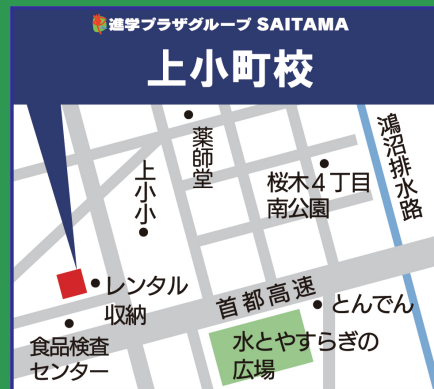 進学プラザグループ SAITAMA
上小町校
鴻沼排水路
薬師堂
上小小
桜木4丁目
南公園
レンタル
収納
首都高速
とんでん
食品検査
センター
水とやすらぎの
広場